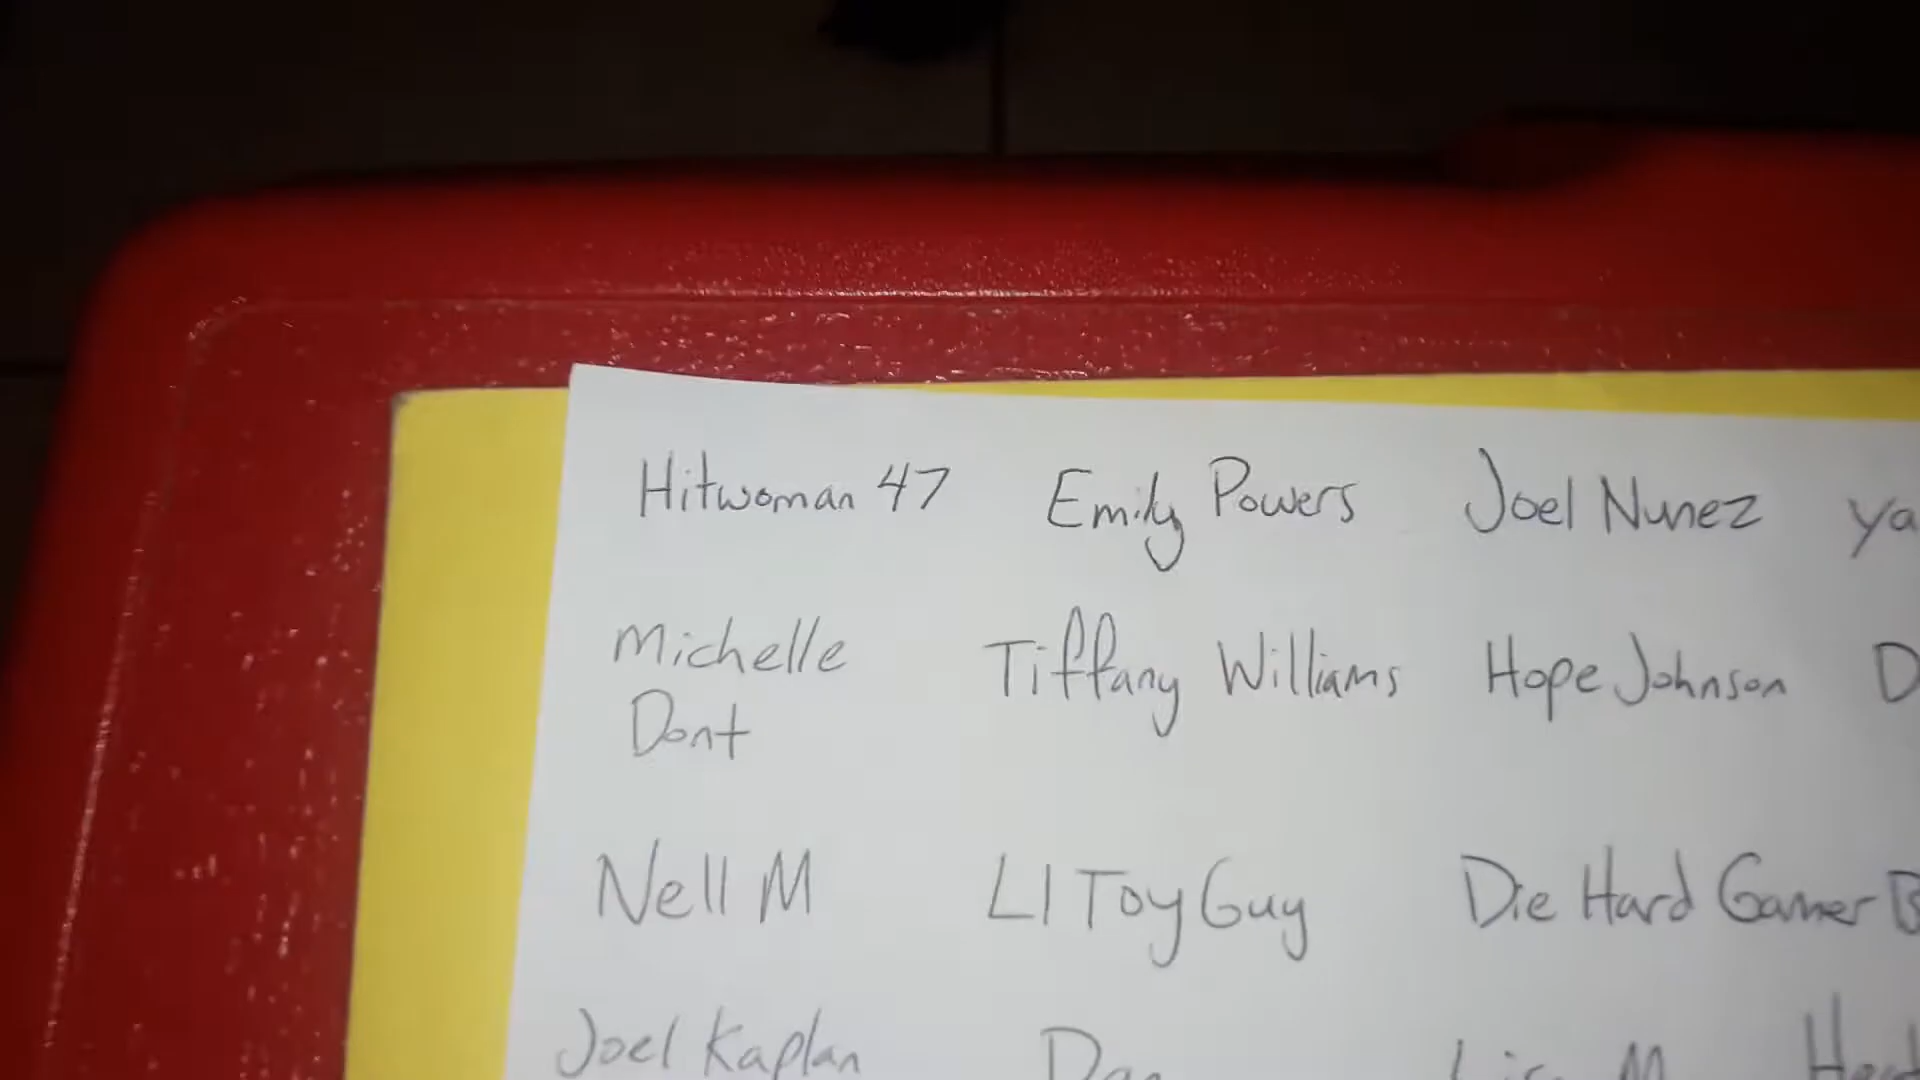 Hitwoman 47 Emily Powers Joel Nunez ya
Michelle Tiffany Williams Hope Johnson D
Dont
Nell M LI Toy Guy Die Hard Gamer B
Joel Kaplan